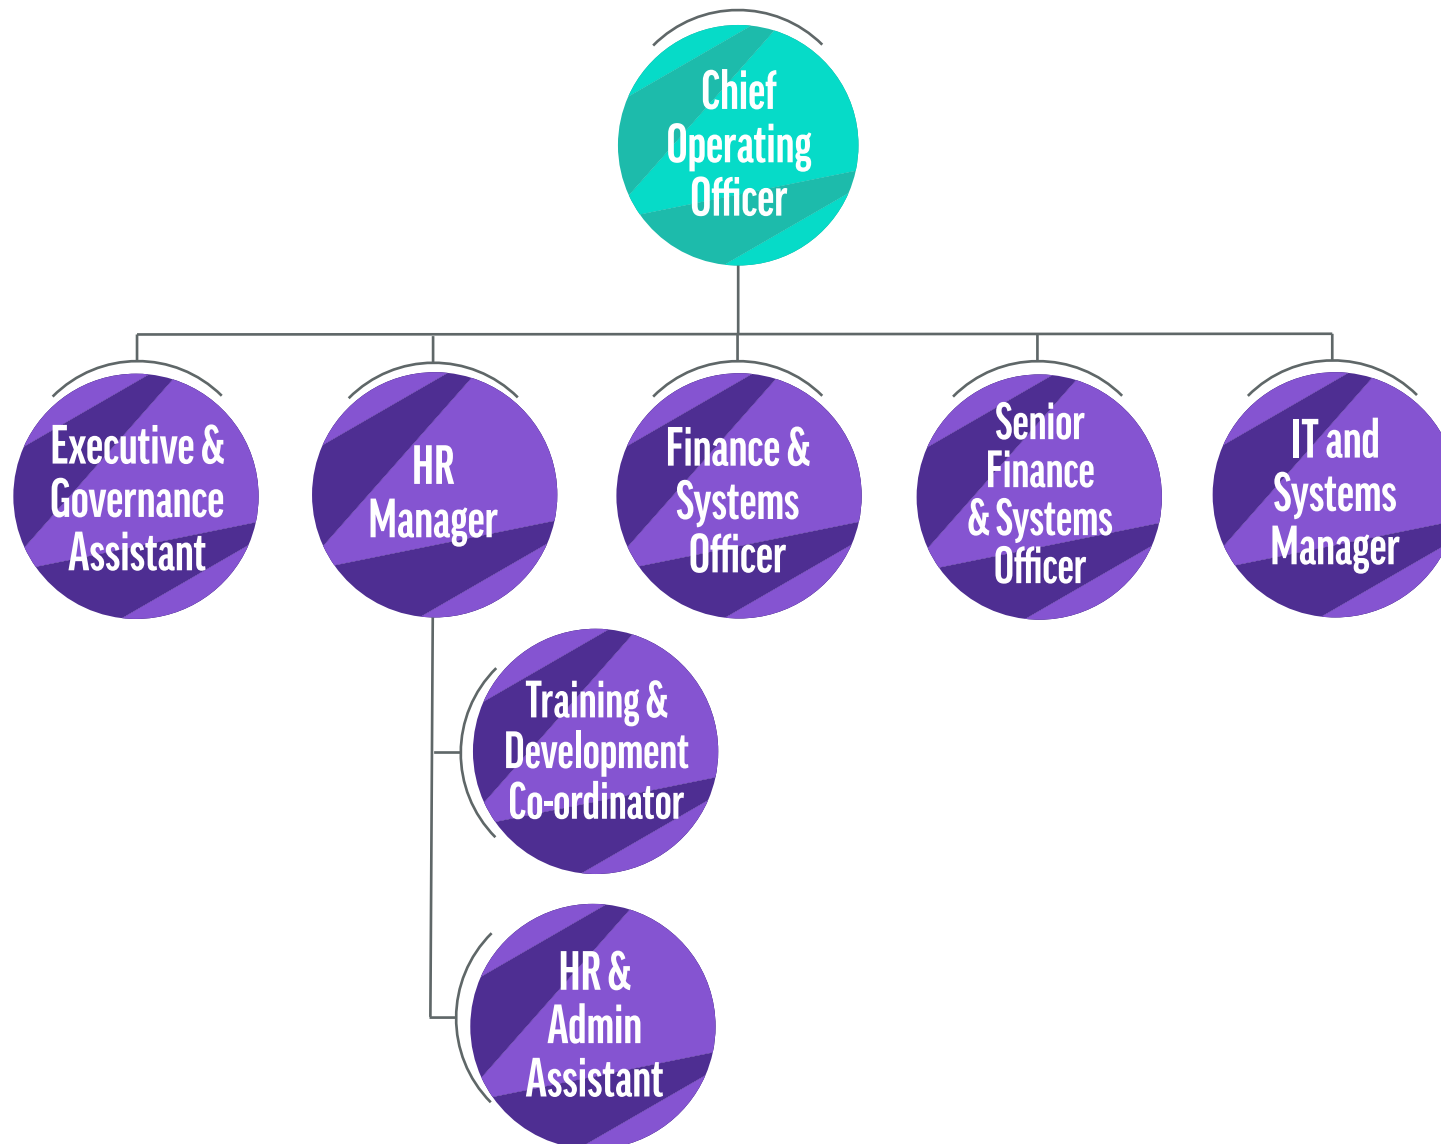 Chief
Operating
Officer
Executive &
Governance
Assistant
HR
Manager
Finance &
Systems
Officer
Senior
Finance
& Systems
Officer
IT and
Systems
Manager
Training &
Development
Co-ordinator
HR &
Admin
Assistant